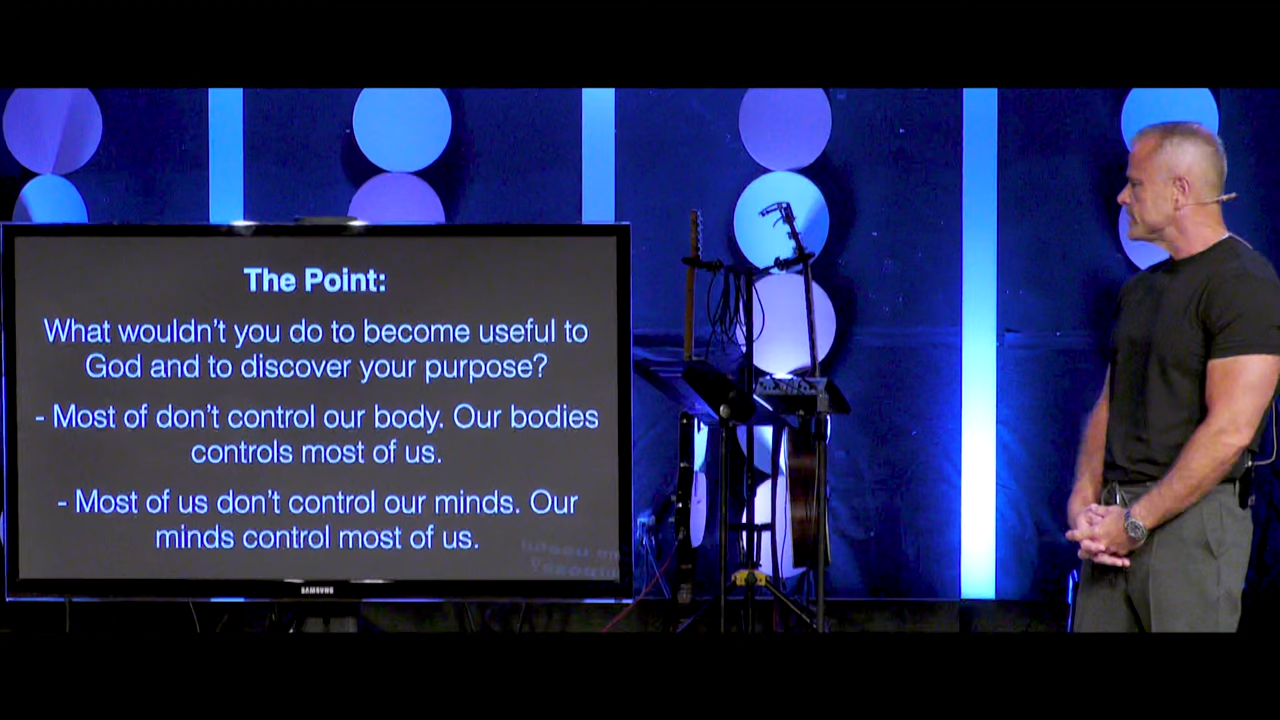 The Point:
What wouldn't you do to become useful to
God and to discover your purpose?
- Most of don't control our body. Our bodies
controls most of us.
- Most of us don't control our minds. Our
minds control most of us.
SAMSUNG